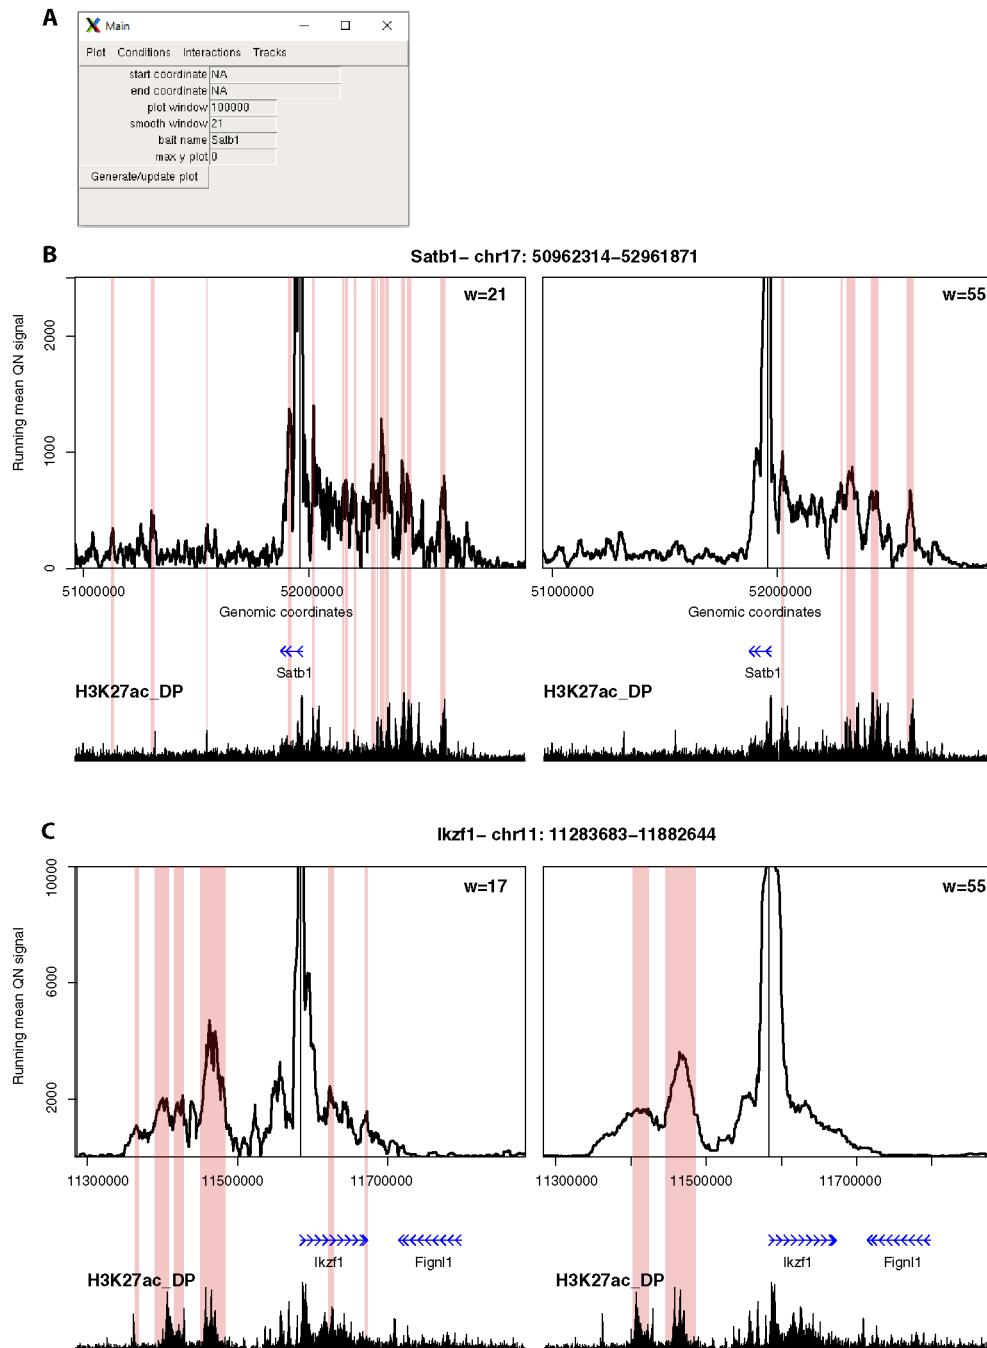 A
Main
Plot Conditions Interactions Tracks
start coordinate NA
end coordinate NA
plot window 100000
smooth window 21
bait name Satb1
max y plot 0
Generate/update plot
B
Satb1– chr17: 50962314–52961871
w=21
w=55
Running mean QN signal
2000
1000
0
51000000 52000000
51000000 52000000
Genomic coordinates
Genomic coordinates
Satb1
Satb1
H3K27ac_DP
H3K27ac_DP
C
Ikzf1– chr11: 11283683–11882644
w=17
w=55
Running mean QN signal
10000
6000
2000
11300000 11500000 11700000
11300000 11500000 11700000
Ikzf1 Fignl1
Ikzf1 Fignl1
H3K27ac_DP
H3K27ac_DP